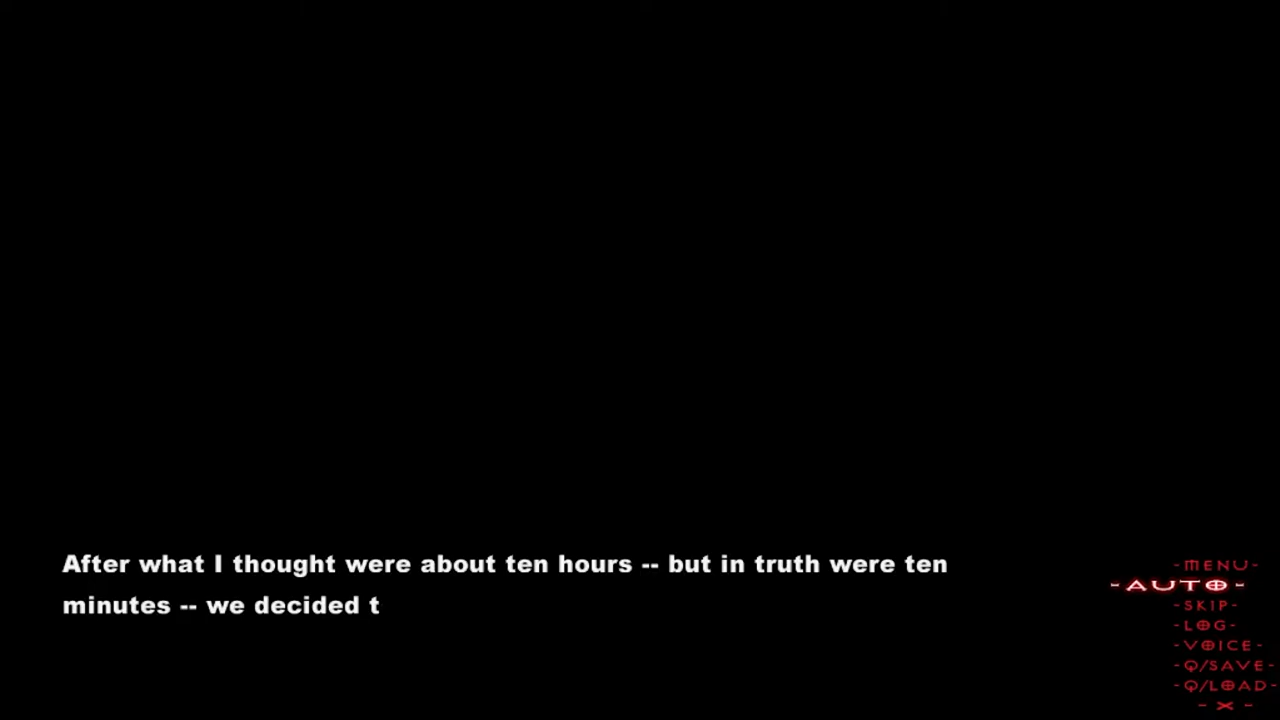 After what I thought were about ten hours -- but in truth were ten
minutes -- we decided t
-MENU-
-AUTO-
-SKIP-
-LOG-
-VOICE-
-Q/SAVE-
-Q/LOAD-
-X-